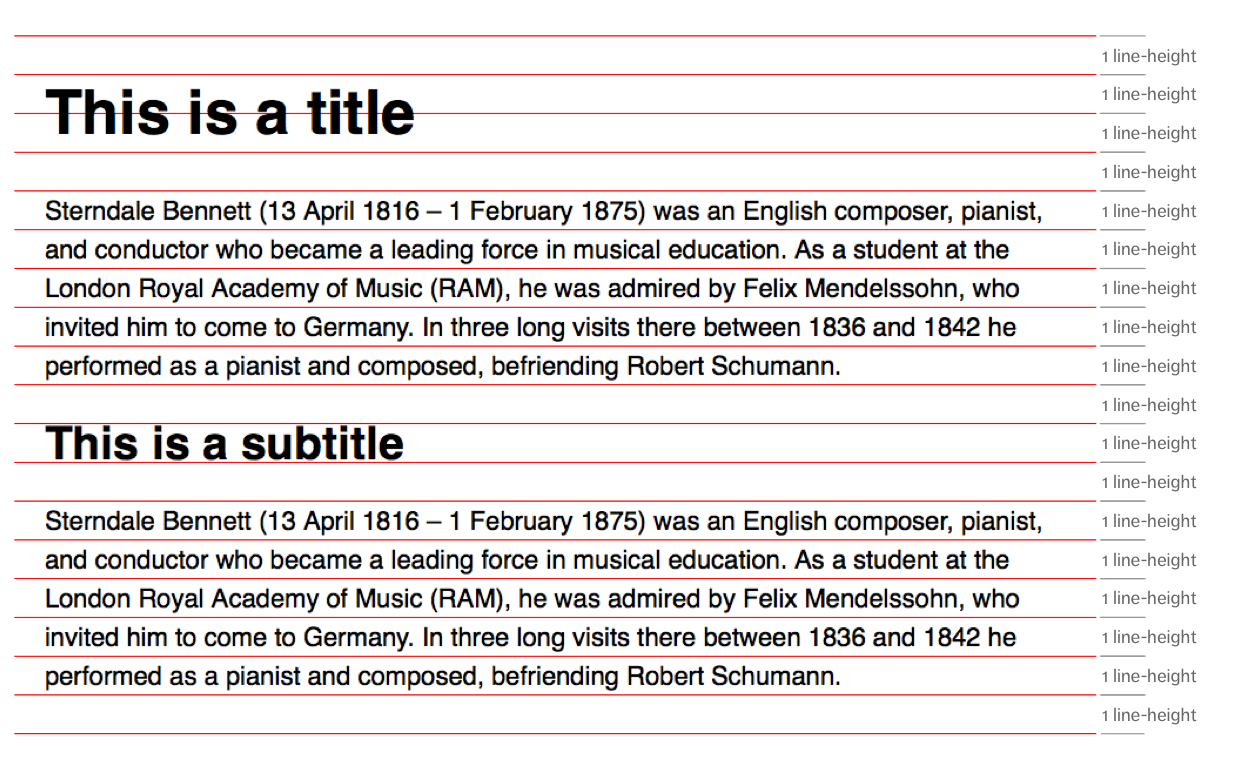 1 line-height
1 line-height
This is a title
1 line-height
1 line-height
Sterndale Bennett (13 April 1816 – 1 February 1875) was an English composer, pianist,
1 line-height
and conductor who became a leading force in musical education. As a student at the
1 line-height
London Royal Academy of Music (RAM), he was admired by Felix Mendelssohn, who
1 line-height
invited him to come to Germany. In three long visits there between 1836 and 1842 he
1 line-height
performed as a pianist and composed, befriending Robert Schumann.
1 line-height
1 line-height
This is a subtitle
1 line-height
1 line-height
Sterndale Bennett (13 April 1816 – 1 February 1875) was an English composer, pianist,
1 line-height
and conductor who became a leading force in musical education. As a student at the
1 line-height
London Royal Academy of Music (RAM), he was admired by Felix Mendelssohn, who
1 line-height
invited him to come to Germany. In three long visits there between 1836 and 1842 he
1 line-height
performed as a pianist and composed, befriending Robert Schumann.
1 line-height
1 line-height